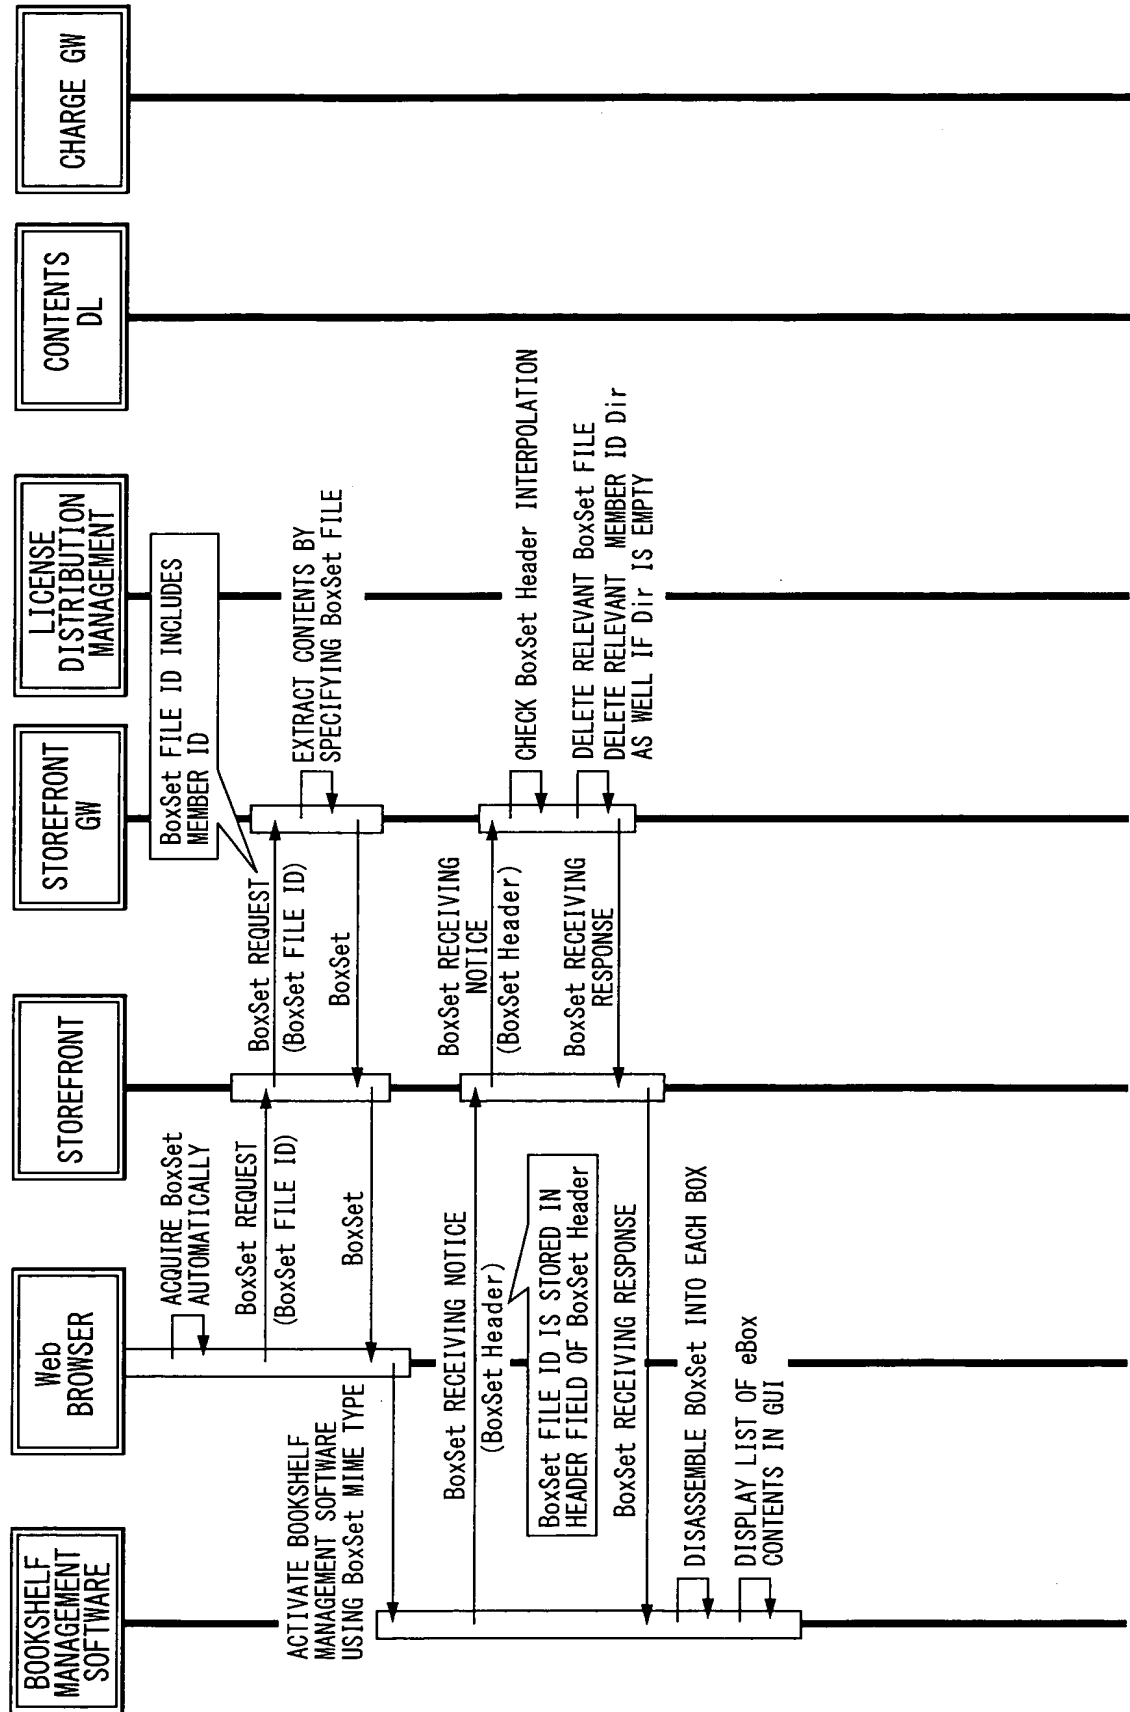 BOOKSHELF
MANAGEMENT
SOFTWARE
Web
BROWSER
STOREFRONT
STOREFRONT
GW
LICENSE
DISTRIBUTION
MANAGEMENT
CONTENTS
DL
CHARGE GW
ACQUIRE BoxSet
AUTOMATICALLY
BoxSet FILE ID INCLUDES
MEMBER ID
BoxSet REQUEST
(BoxSet FILE ID)
BoxSet REQUEST
(BoxSet FILE ID)
EXTRACT CONTENTS BY
SPECIFYING BoxSet FILE
BoxSet
BoxSet
ACTIVATE BOOKSHELF
MANAGEMENT SOFTWARE
USING BoxSet MIME TYPE
BoxSet RECEIVING NOTICE
(BoxSet Header)
BoxSet RECEIVING
NOTICE
(BoxSet Header)
CHECK BoxSet Header INTERPOLATION
BoxSet FILE ID IS STORED IN
HEADER FIELD OF BoxSet Header
DELETE RELEVANT BoxSet FILE
DELETE RELEVANT MEMBER ID Dir
AS WELL IF Dir IS EMPTY
BoxSet RECEIVING
RESPONSE
BoxSet RECEIVING RESPONSE
DISASSEMBLE BoxSet INTO EACH BOX
DISPLAY LIST OF eBox
CONTENTS IN GUI